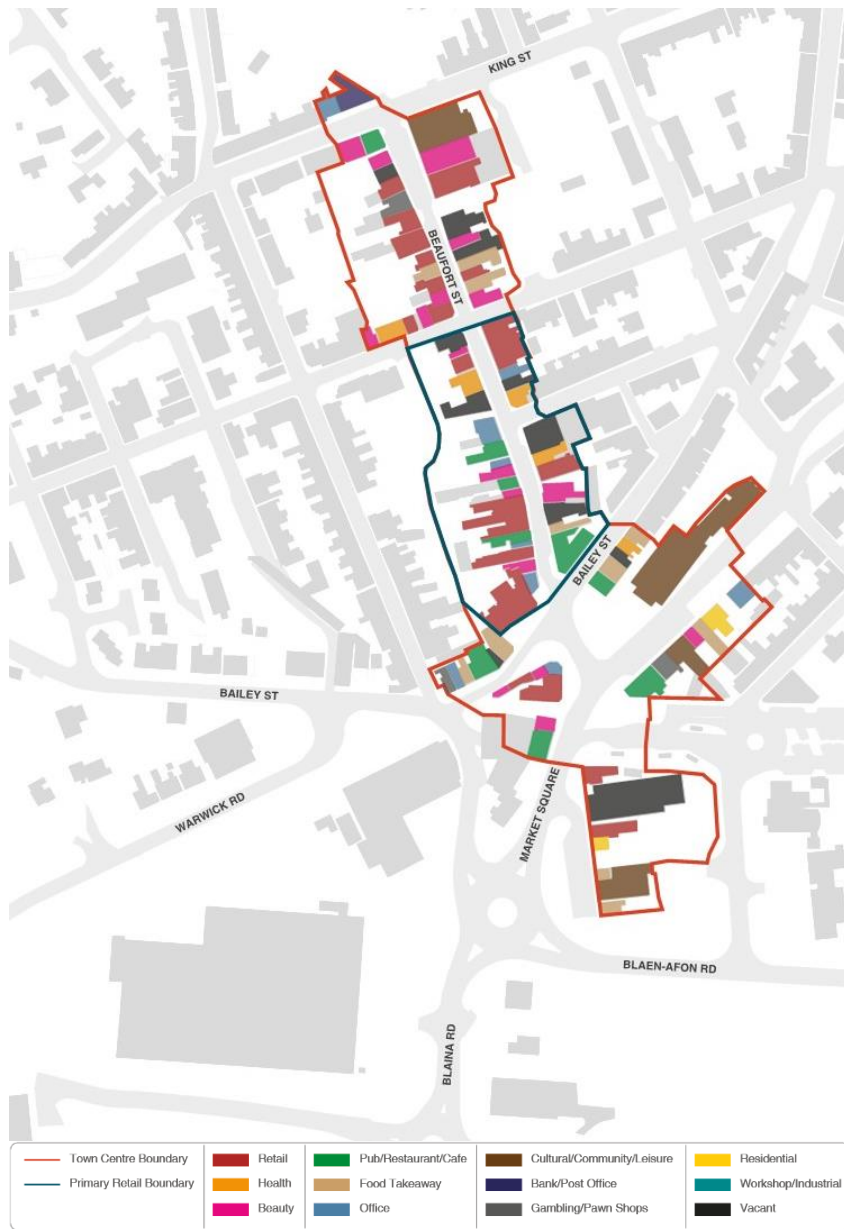 KING ST
BEAUFORT ST
BAILEY ST
BAILEY ST
WARWICK RD
MARKET SQUARE
BLAEN-AFON RD
BLAINA RD
Town Centre Boundary
Primary Retail Boundary
Retail
Health
Beauty
Pub/Restaurant/Cafe
Food Takeaway
Office
Cultural/Community/Leisure
Bank/Post Office
Gambling/Pawn Shops
Residential
Workshop/Industrial
Vacant